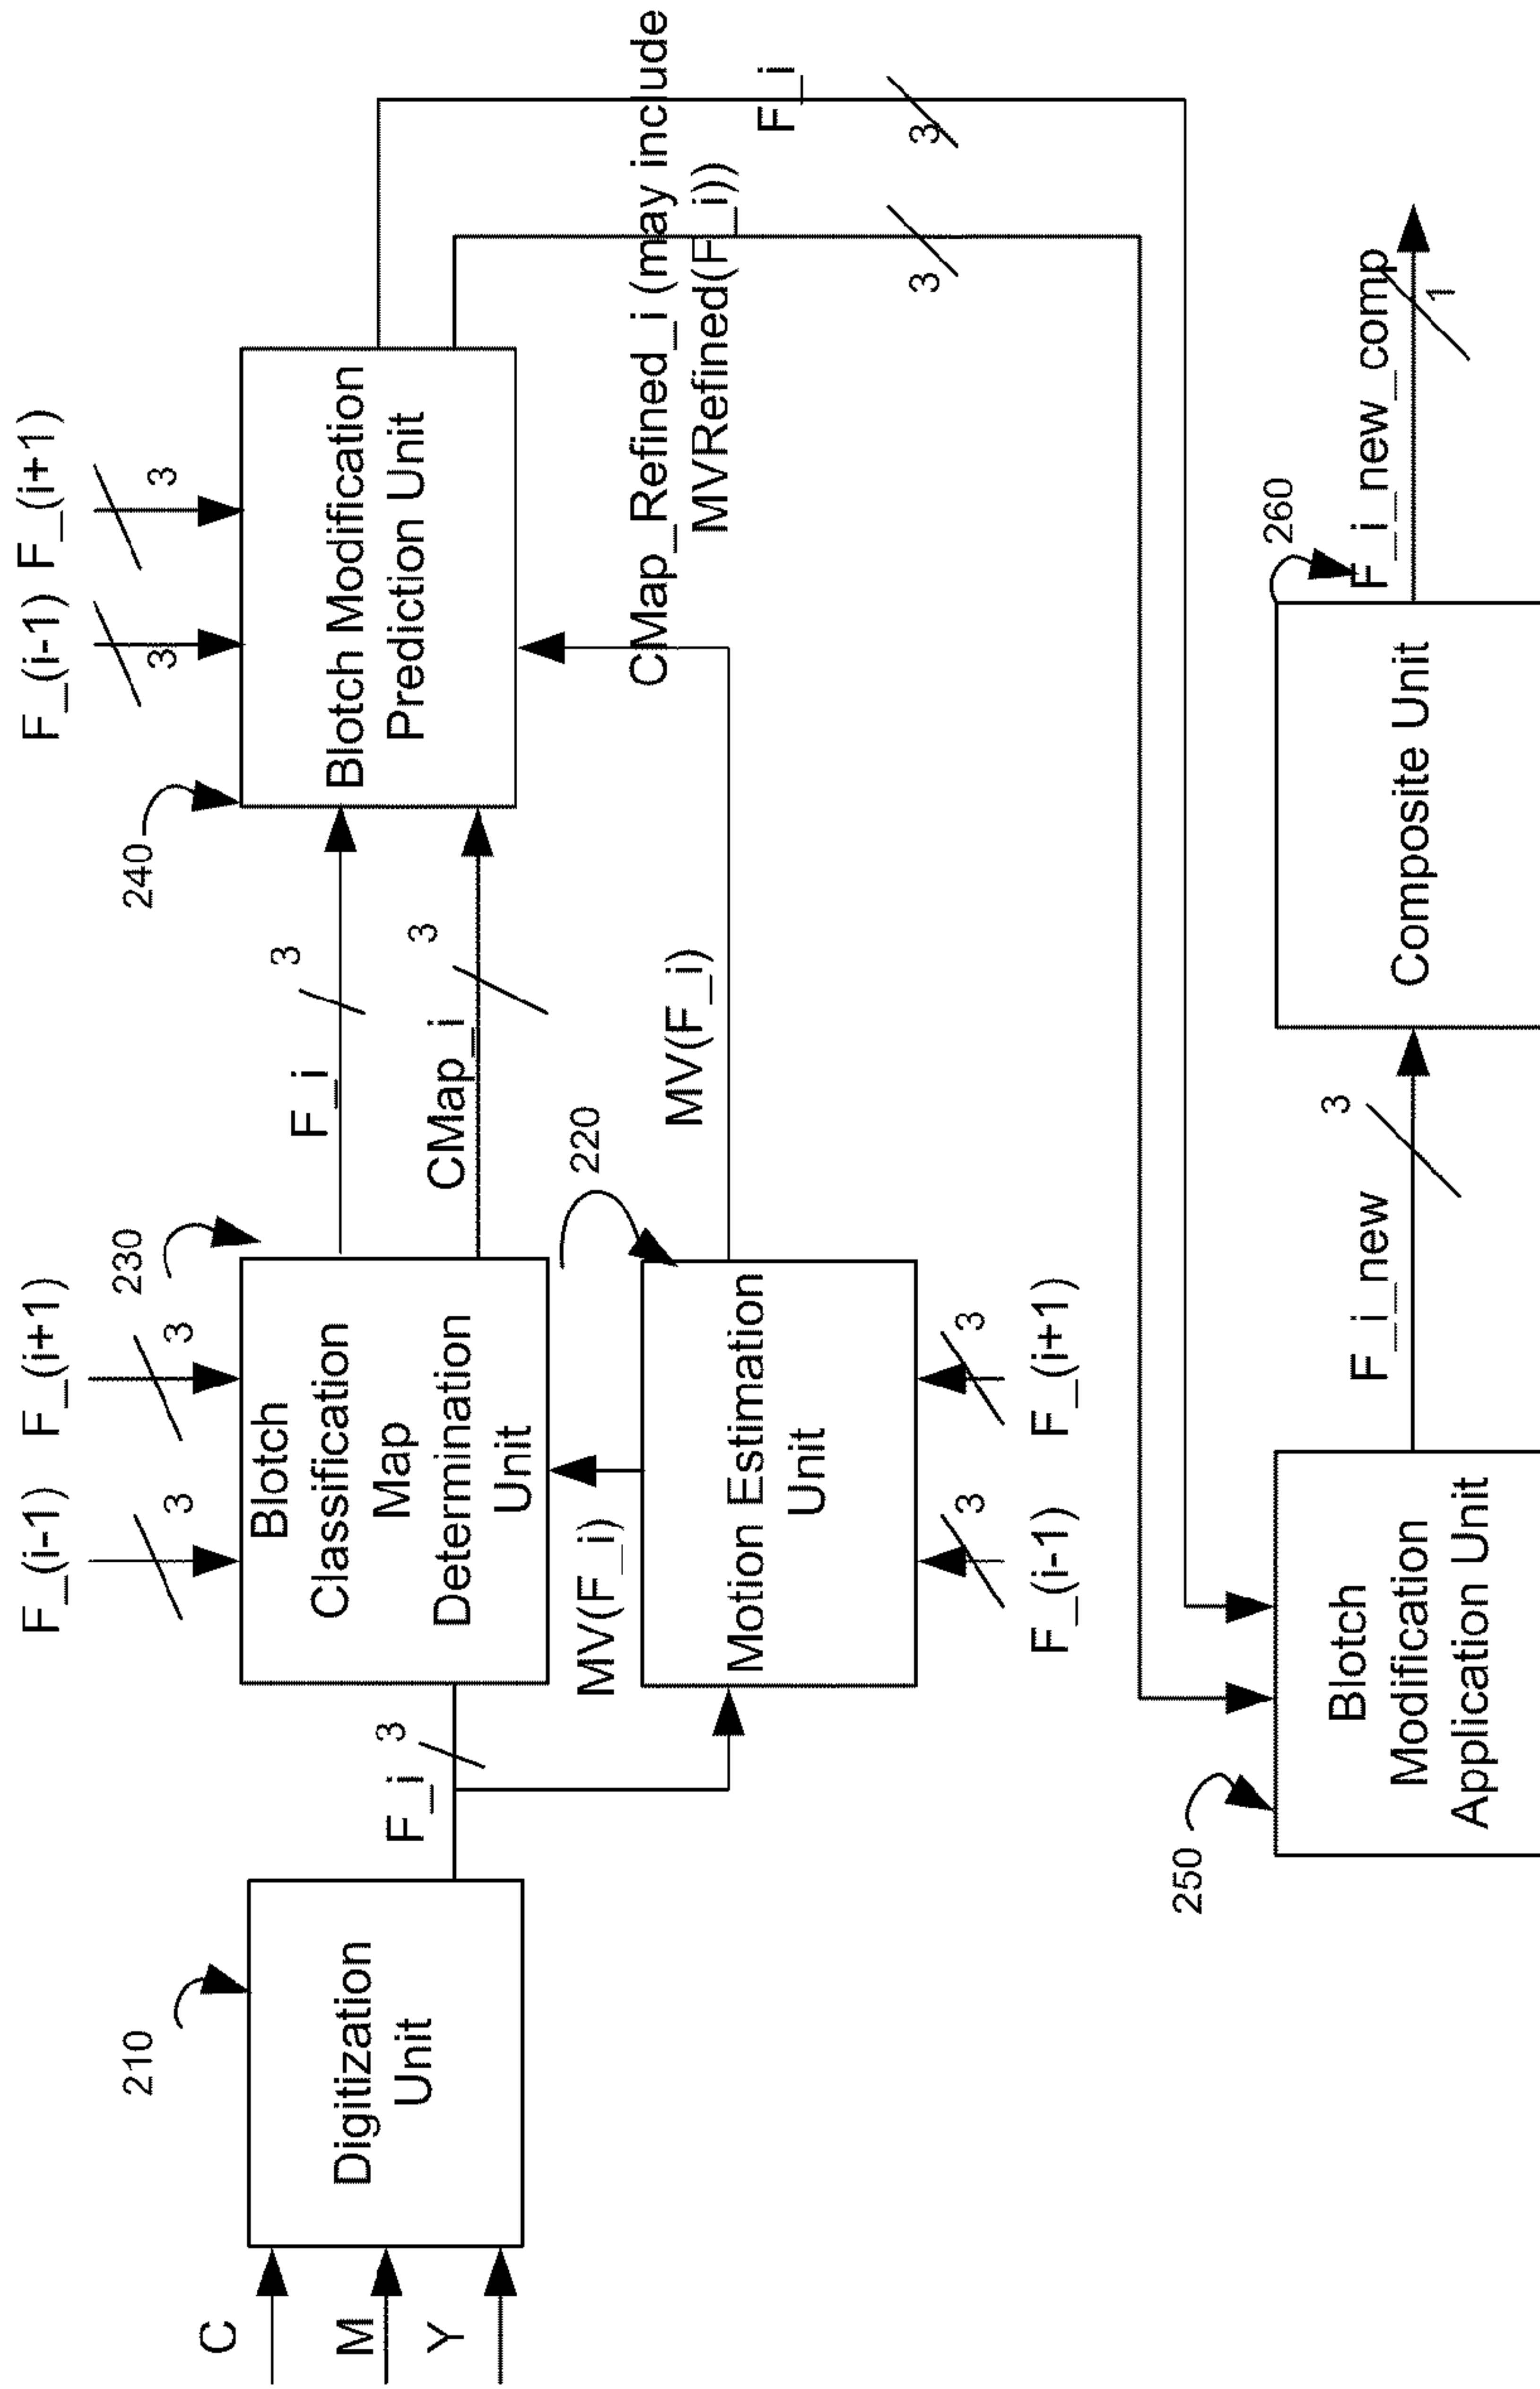 F_(i-1)
F_(i+1)
F_(i-1)
F_(i+1)
3
3
3
3
210
230
240
C
M
Y
Digitization
Unit
F_i
3
Blotch
Classification
Map
Determination
Unit
F_i
3
CMap_i
3
Blotch Modification
Prediction Unit
MV(F_i)
220
Motion Estimation
Unit
MV(F_i)
3
3
F_(i-1)
F_(i+1)
CMap_Refined_i (may include
MVRefined(F_i))
F_i
3
3
250
Blotch
Modification
Application Unit
F_i_new
3
260
Composite Unit
F_i_new_comp
1